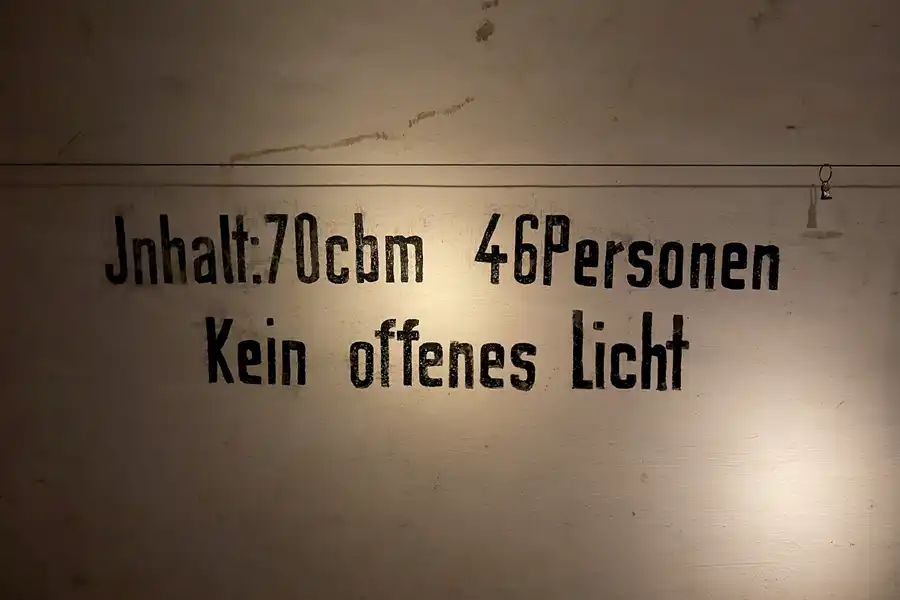 Jnhalt:70cbm 46Personen
Kein offenes Licht